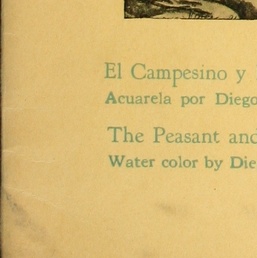 El Campesino y
Acuarela por Diego
The Peasant and
Water color by Die